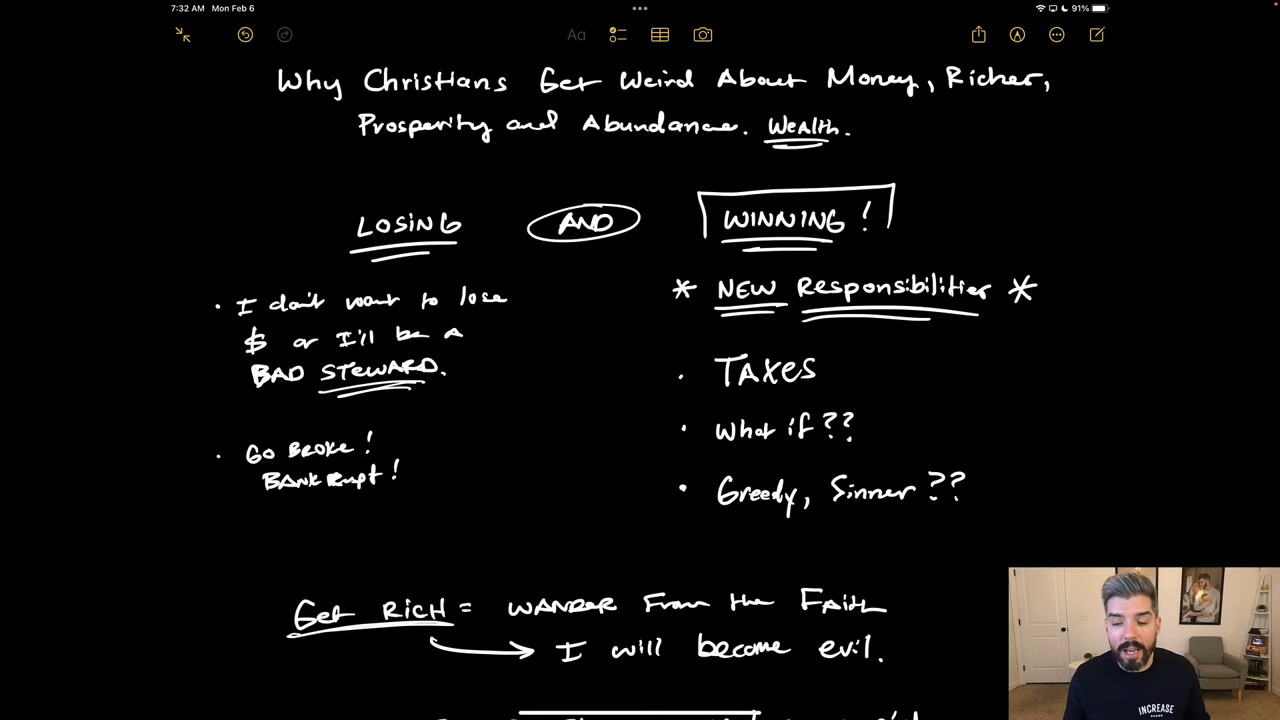 7:32 AM Mon Feb 6
91%
Aa
Why Christians Get Weird About Money, Riches,
Prosperity and Abundance. Wealth.
LOSING AND WINNING!
* NEW Responsibilities *
• I don't want to lose
$ or I'll be a
BAD STEWARD.
• Go Broke!
BANKrupt!
• TAXES
• What if??
• Greedy, Sinner??
Get Rich = WANDER From the FAITH
→ I will become evil.
INCREASE